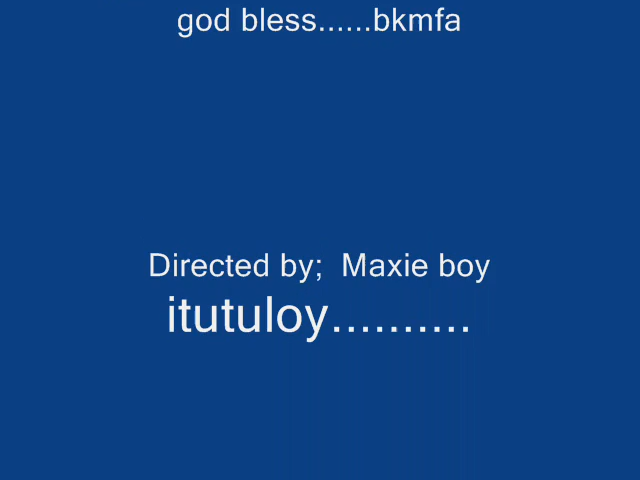 god bless......bkmfa
Directed by;  Maxie boy
itutuloy..........